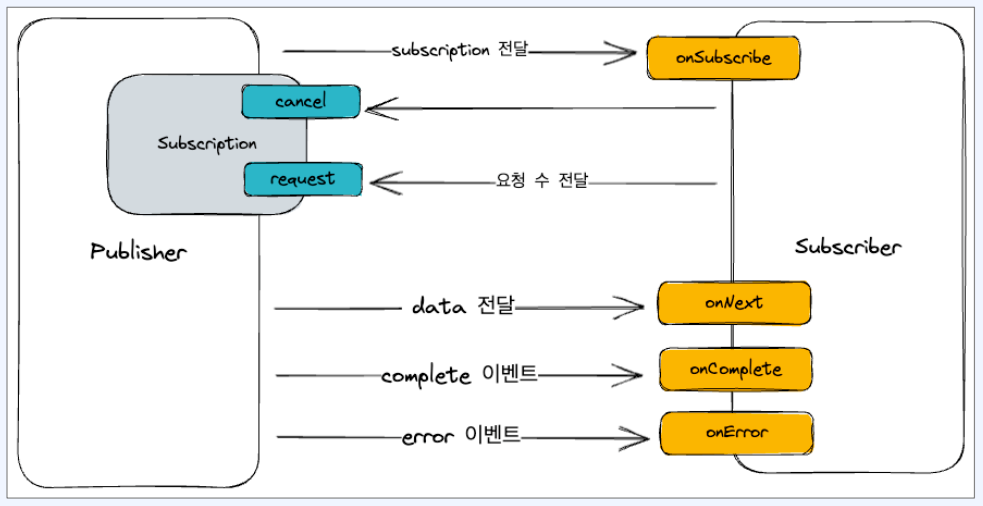 subscription 전달
onSubscribe
cancel
Subscription
request
요청 수 전달
Publisher
Subscriber
data 전달
onNext
complete 이벤트
onComplete
error 이벤트
onError